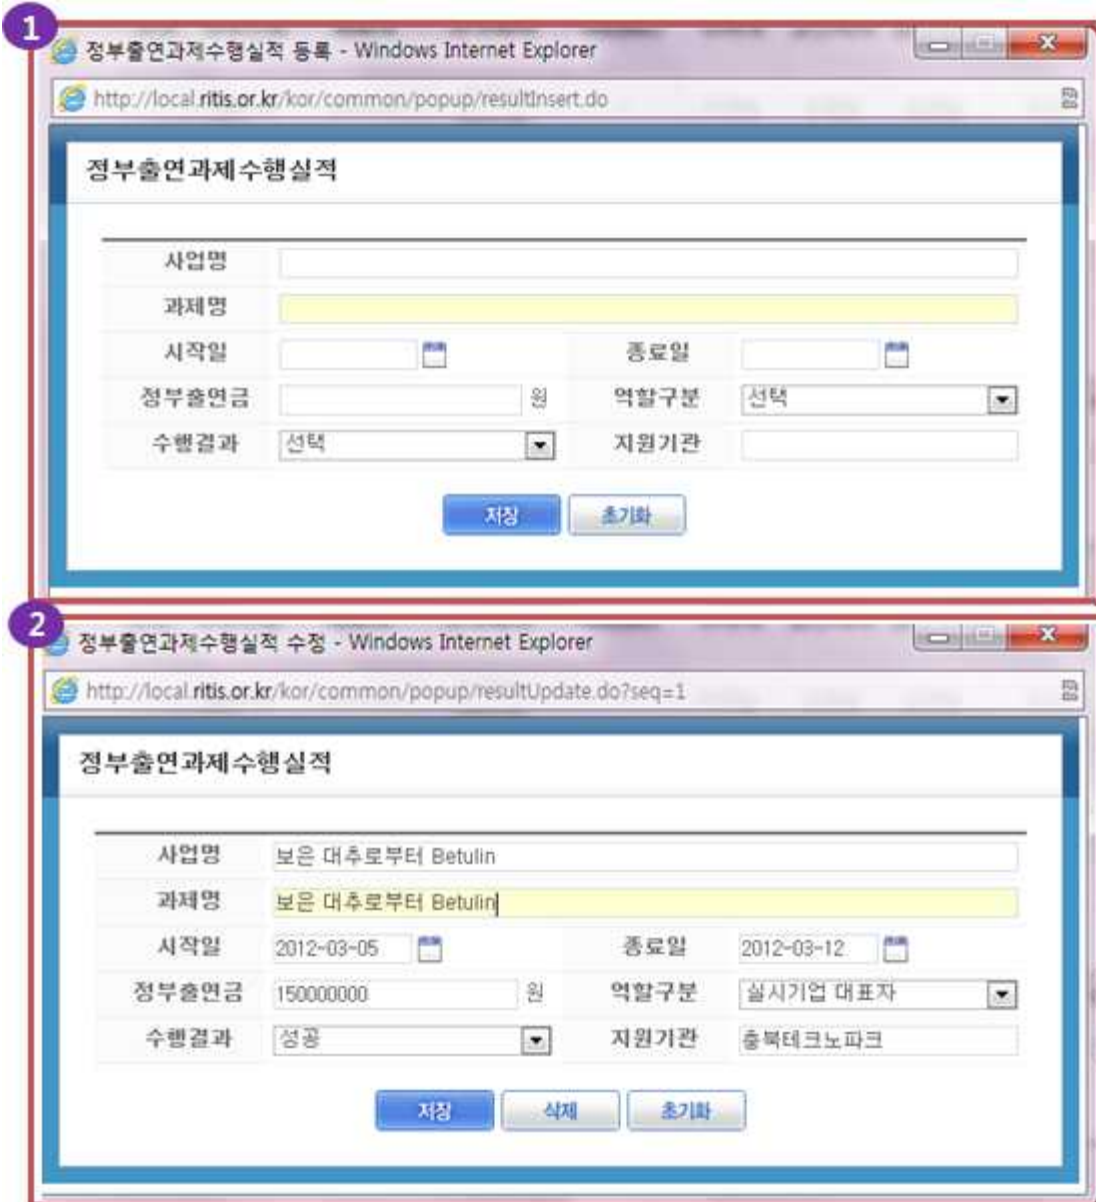 1
정부출연과제수행실적 등록 - Windows Internet Explorer
http://local.ritis.or.kr/kor/common/popup/resultInsert.do
정부출연과제수행실적
사업명
과제명
시작일 종료일
정부출연금 원 역할구분 선택
수행결과 선택 지원기관
저장 초기화
2
정부출연과제수행실적 수정 - Windows Internet Explorer
http://local.ritis.or.kr/kor/common/popup/resultUpdate.do?seq=1
정부출연과제수행실적
사업명 보은 대추로부터 Betulin
과제명 보은 대추로부터 Betulin
시작일 2012-03-05 종료일 2012-03-12
정부출연금 150000000 원 역할구분 실시기업 대표자
수행결과 성공 지원기관 충북테크노파크
저장 삭제 초기화